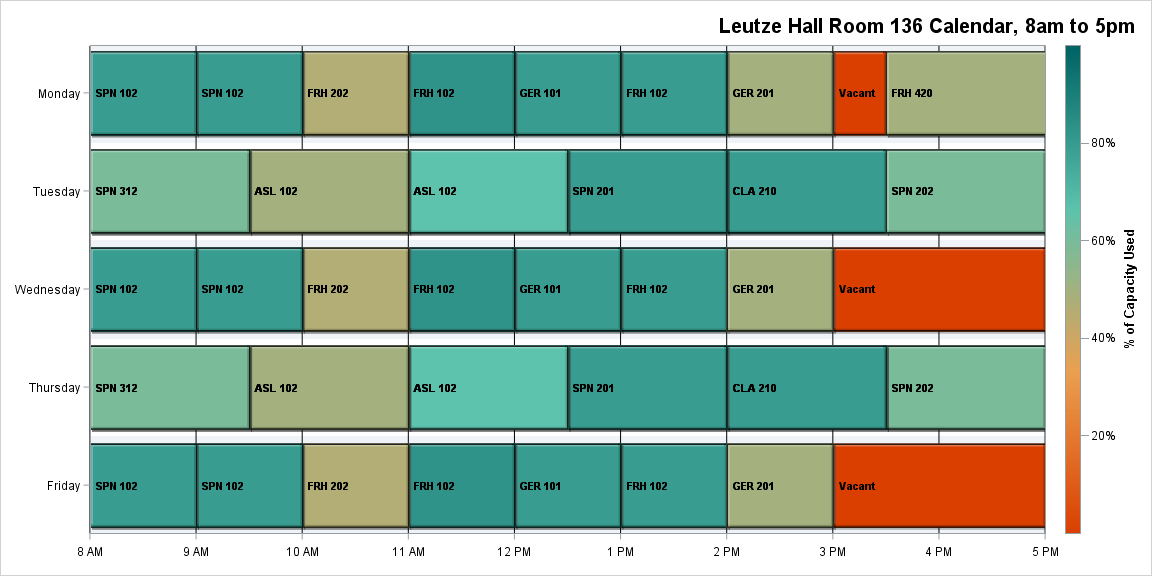 Leutze Hall Room 136 Calendar, 8am to 5pm
Monday
SPN 102
SPN 102
FRH 202
FRH 102
GER 101
FRH 102
GER 201
Vacant
FRH 420
Tuesday
SPN 312
ASL 102
ASL 102
SPN 201
CLA 210
SPN 202
Wednesday
SPN 102
SPN 102
FRH 202
FRH 102
GER 101
FRH 102
GER 201
Vacant
Thursday
SPN 312
ASL 102
ASL 102
SPN 201
CLA 210
SPN 202
Friday
SPN 102
SPN 102
FRH 202
FRH 102
GER 101
FRH 102
GER 201
Vacant
8 AM
9 AM
10 AM
11 AM
12 PM
1 PM
2 PM
3 PM
4 PM
5 PM
80%
60%
40%
20%
% of Capacity Used